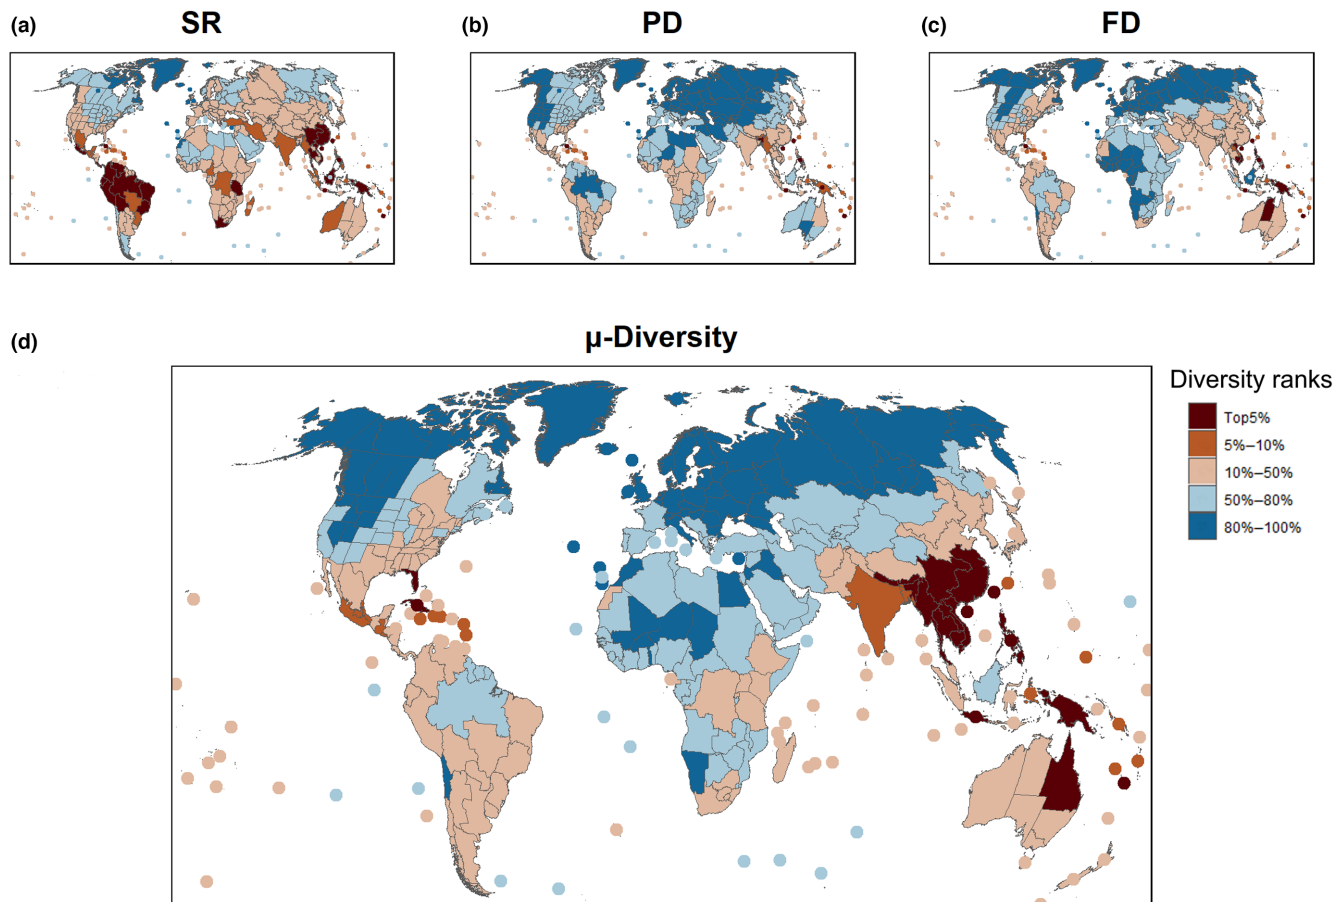 (a) SR
(b) PD
(c) FD
(d) µ-Diversity
Diversity ranks
Top5%
5%–10%
10%–50%
50%–80%
80%–100%